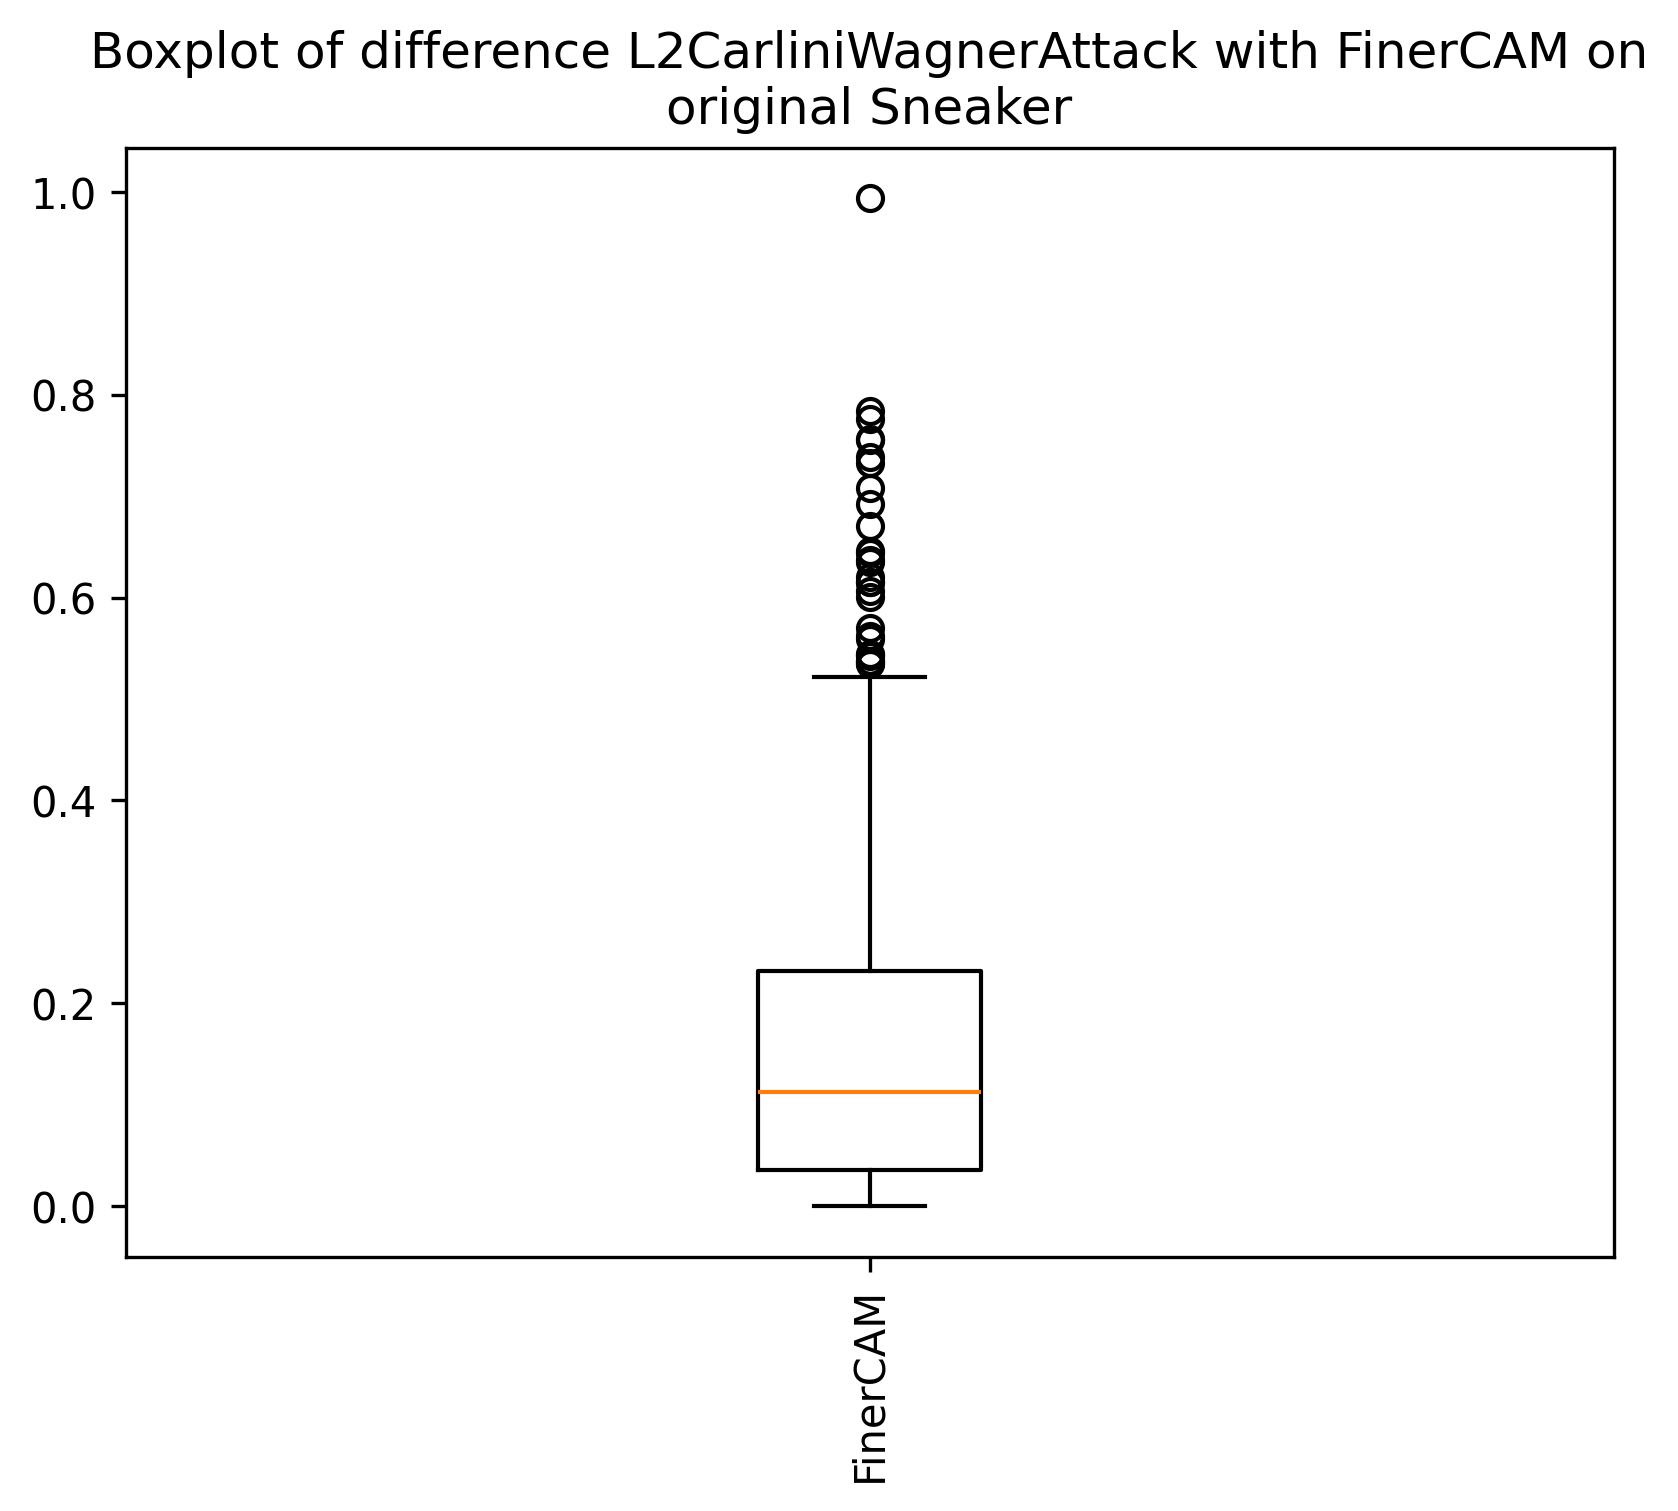 Boxplot of difference L2CarliniWagnerAttack with FinerCAM on
original Sneaker
1.0
0.8
0.6
0.4
0.2
0.0
FinerCAM